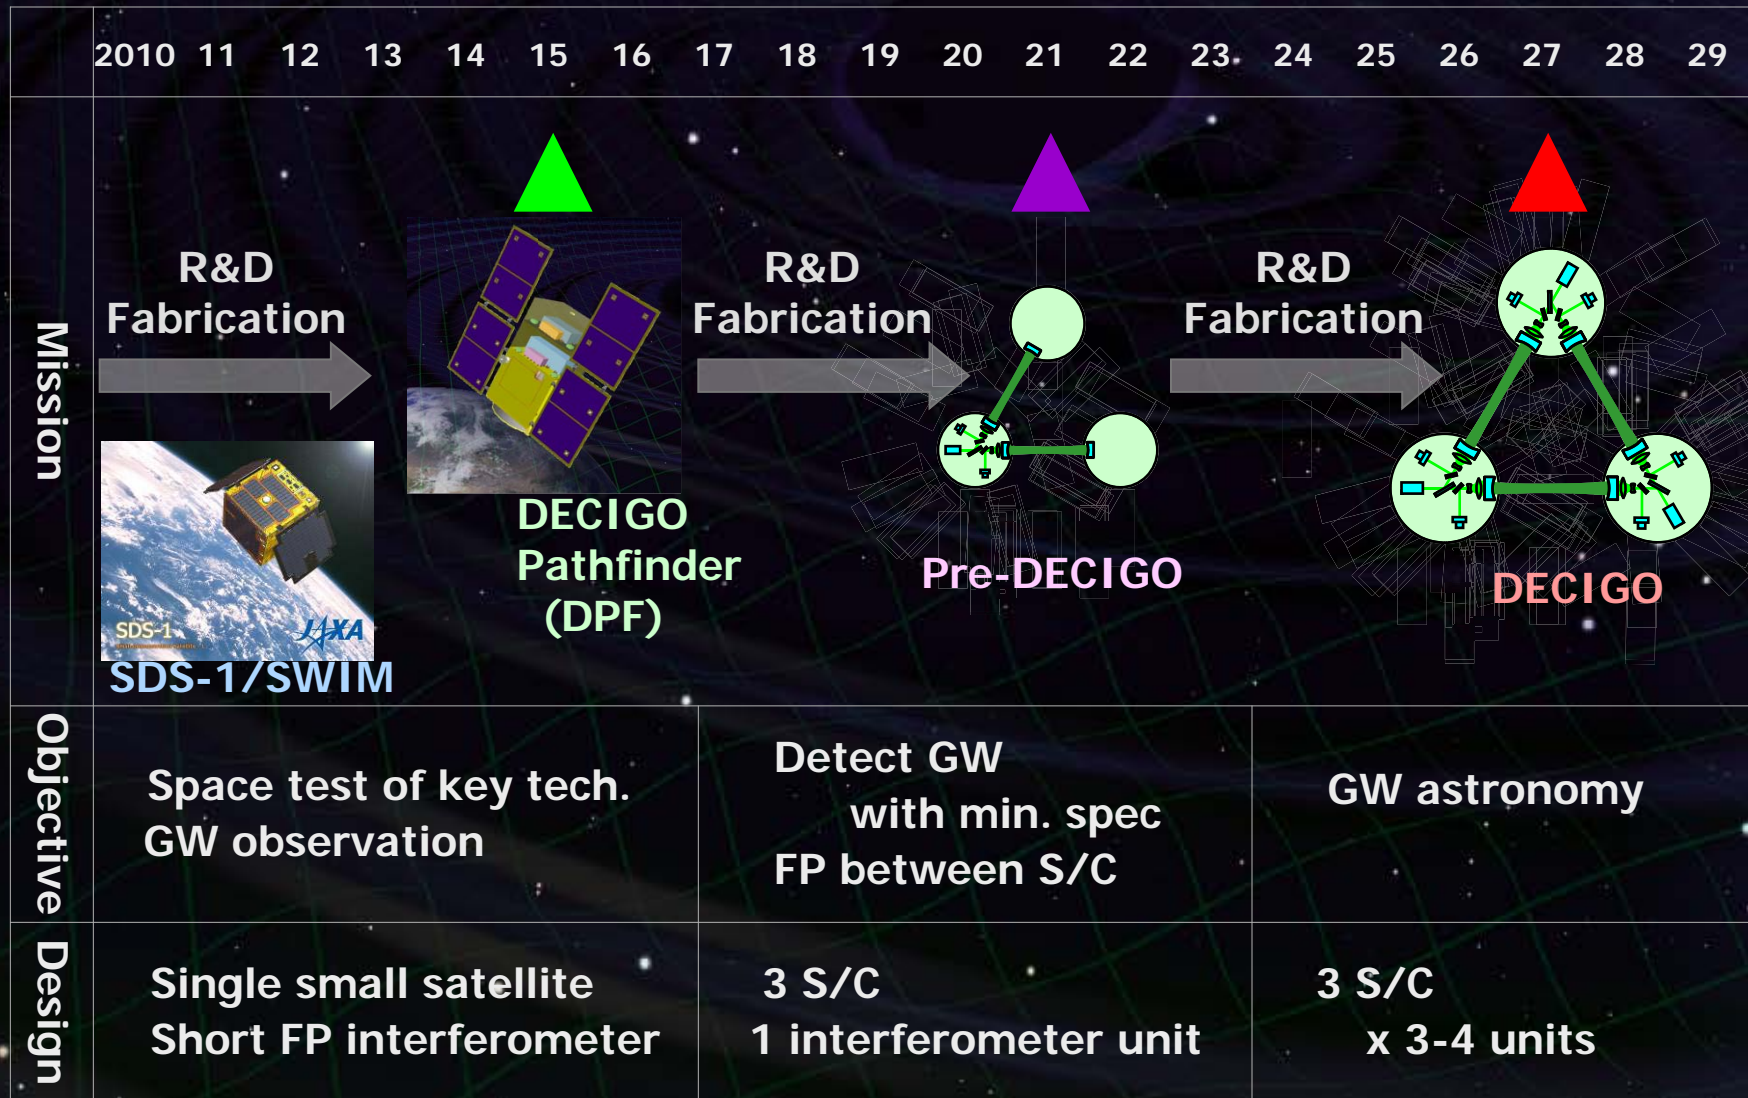 2010 11 12 13 14 15 16 17 18 19 20 21 22 23 24 25 26 27 28 29
Mission
R&D
Fabrication
SDS-1
JAXA
SDS-1/SWIM
DECIGO
Pathfinder
(DPF)
R&D
Fabrication
Pre-DECIGO
R&D
Fabrication
DECIGO
Objective
Space test of key tech.
GW observation
Detect GW
with min. spec
FP between S/C
GW astronomy
Design
Single small satellite
Short FP interferometer
3 S/C
1 interferometer unit
3 S/C
x 3-4 units